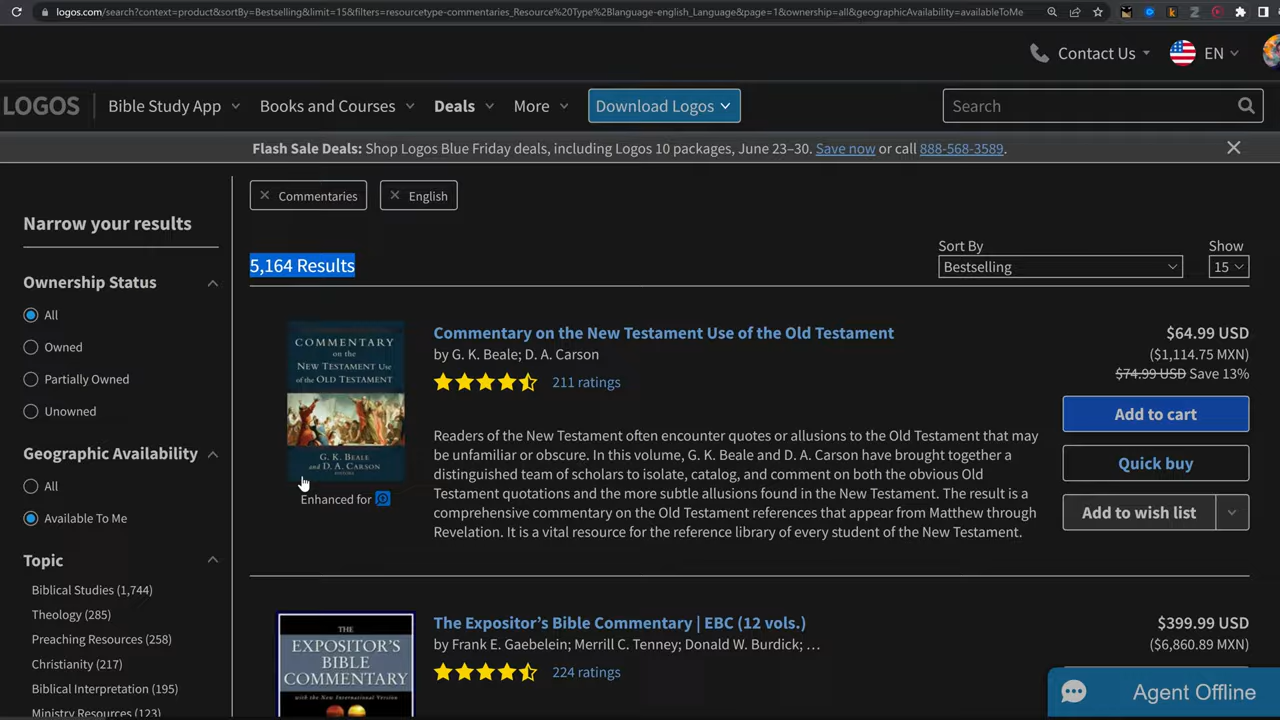 logos.com/search?context=product&sortBy=Bestselling&limit=15&filters=resourcetype-commentaries_Resource%20Type%2Blanguage-english_Language&page=1&ownership=all&geographicAvailability=availableToMe
Contact Us
EN
LOGOS
Bible Study App
Books and Courses
Deals
More
Download Logos
Search
Flash Sale Deals: Shop Logos Blue Friday deals, including Logos 10 packages, June 23–30. Save now or call 888-568-3589.
Narrow your results
Ownership Status
All
Owned
Partially Owned
Unowned
Geographic Availability
All
Available To Me
Topic
Biblical Studies (1,744)
Theology (285)
Preaching Resources (258)
Christianity (217)
Biblical Interpretation (195)
Ministry Resources (123)
Commentaries
English
5,164 Results
Sort By
Bestselling
Show
15
COMMENTARY
on the
NEW TESTAMENT USE
of the OLD TESTAMENT
G. K. BEALE
and D. A. CARSON
EDITORS
Enhanced for
Commentary on the New Testament Use of the Old Testament
by G. K. Beale; D. A. Carson
211 ratings
Readers of the New Testament often encounter quotes or allusions to the Old Testament that may
be unfamiliar or obscure. In this volume, G. K. Beale and D. A. Carson have brought together a
distinguished team of scholars to isolate, catalog, and comment on both the obvious Old
Testament quotations and the more subtle allusions found in the New Testament. The result is a
comprehensive commentary on the Old Testament references that appear from Matthew through
Revelation. It is a vital resource for the reference library of every student of the New Testament.
$64.99 USD
($1,114.75 MXN)
$74.99 USD Save 13%
Add to cart
Quick buy
Add to wish list
THE
EXPOSITOR'S
BIBLE
COMMENTARY
with the New International Version
The Expositor’s Bible Commentary | EBC (12 vols.)
by Frank E. Gaebelein; Merrill C. Tenney; Donald W. Burdick; …
224 ratings
$399.99 USD
($6,860.89 MXN)
Agent Offline